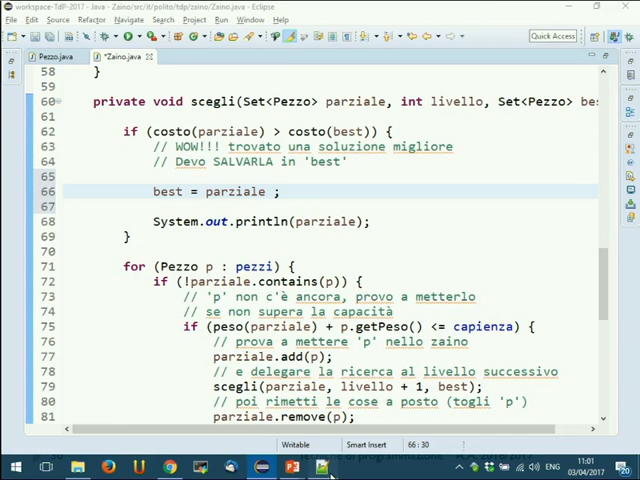 workspace-TdP-2017 - Java - Zaino/src/it/polito/tdp/zaino/Zaino.java - Eclipse
File Edit Source Refactor Navigate Search Project Run Window Help
Quick Access
Pezzo.java *Zaino.java
58 }
59
60 private void scegli(Set<Pezzo> parziale, int livello, Set<Pezzo> bes
61
62 if (costo(parziale) > costo(best)) {
63 // WOW!!! trovato una soluzione migliore
64 // Devo SALVARLA in 'best'
65
66 best = parziale ;
67
68 System.out.println(parziale);
69 }
70
71 for (Pezzo p : pezzi) {
72 if (!parziale.contains(p)) {
73 // 'p' non c'è ancora, provo a metterlo
74 // se non supera la capacità
75 if (peso(parziale) + p.getPeso() <= capienza) {
76 // prova a mettere 'p' nello zaino
77 parziale.add(p);
78 // e delegare la ricerca al livello successivo
79 scegli(parziale, livello + 1, best);
80 // poi rimetti le cose a posto (togli 'p')
81 parziale.remove(p);
Writable Smart Insert 66 : 30
11:01
03/04/2017
20